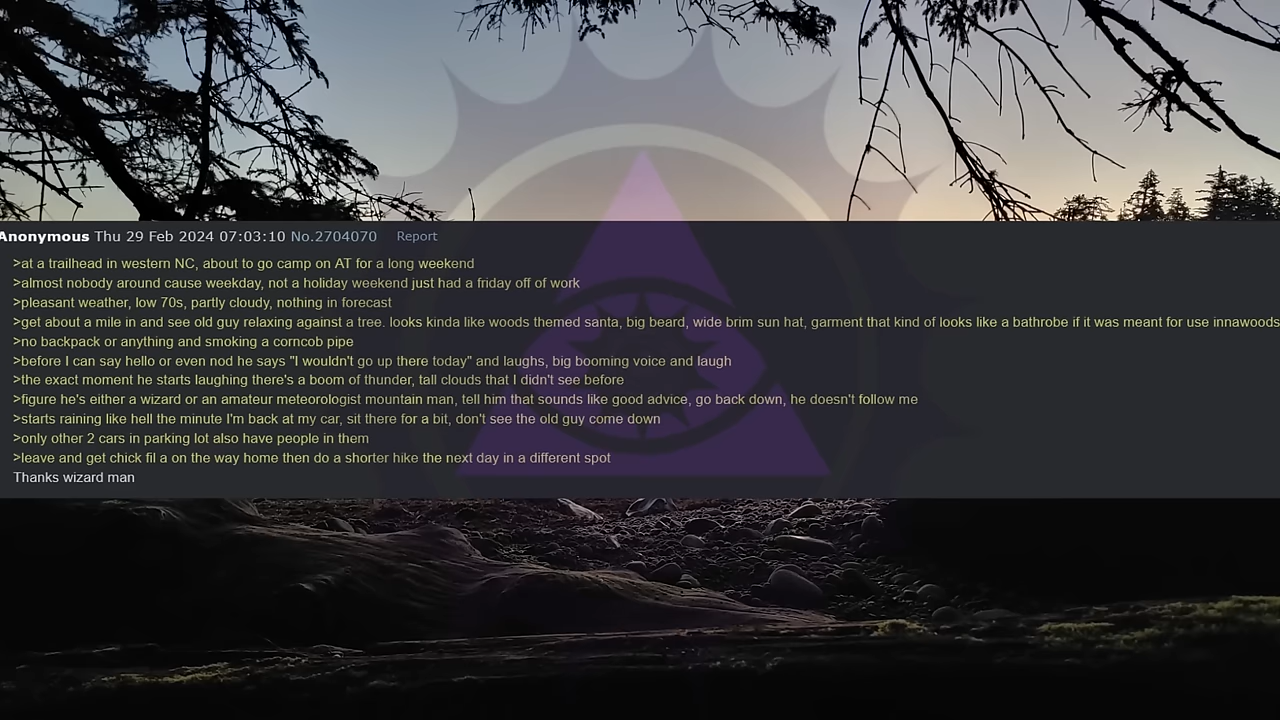 Anonymous Thu 29 Feb 2024 07:03:10 No.2704070 Report
>at a trailhead in western NC, about to go camp on AT for a long weekend
>almost nobody around cause weekday, not a holiday weekend just had a friday off of work
>pleasant weather, low 70s, partly cloudy, nothing in forecast
>get about a mile in and see old guy relaxing against a tree. looks kinda like woods themed santa, big beard, wide brim sun hat, garment that kind of looks like a bathrobe if it was meant for use innawoods
>no backpack or anything and smoking a corncob pipe
>before I can say hello or even nod he says "I wouldn't go up there today" and laughs, big booming voice and laugh
>the exact moment he starts laughing there's a boom of thunder, tall clouds that I didn't see before
>figure he's either a wizard or an amateur meteorologist mountain man, tell him that sounds like good advice, go back down, he doesn't follow me
>starts raining like hell the minute I'm back at my car, sit there for a bit, don't see the old guy come down
>only other 2 cars in parking lot also have people in them
>leave and get chick fil a on the way home then do a shorter hike the next day in a different spot
Thanks wizard man